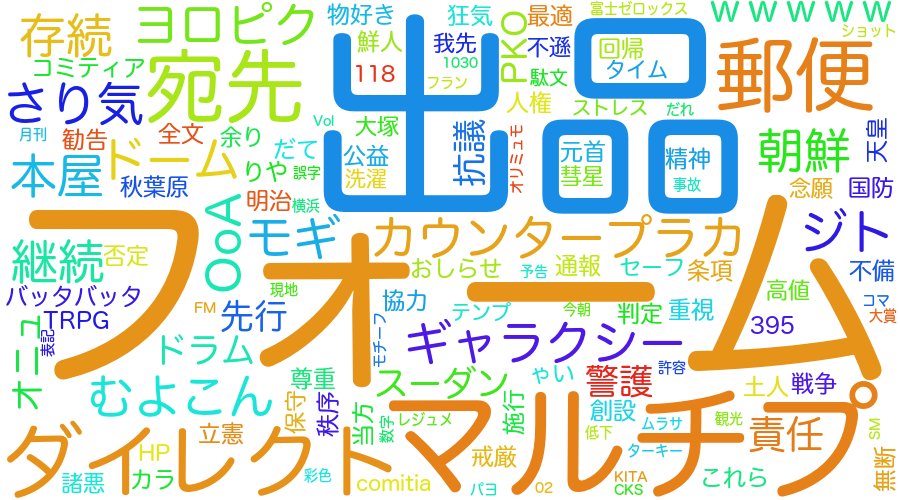 物好き
狂気
最適
富士ゼロックス
ＷＷＷＷＷ
ショット
存続
ヨロピク
出品
鮮人
我先
PKO
不遜
回帰
タイム
郵便
コミティア
宛先
118
1030
フラン
駄文
人権
ストレス
だれ
さり気
月刊
勧告
全文
余り
Vol
大塚
抗議
オリミュモ
元首
精神
朝鮮
天皇
ドーム
だて
公益
彗星
事故
本屋
秋葉原
りや
誤字
洗濯
念願
国防
明治
横浜
OoA
モギ
カウンタープラカ
ジト
フォーム
継続
否定
おしらせ
予告
通報
セーフ
条項
不備
バッタバッタ
FM
現地
協力
テンプ
今朝
判定
重視
高値
コマ
大賞
TRPG
表記
先行
モチーフ
ギャラクシー
395
オニュ
ドラム
許容
むよこん
尊重
スーダン
ゃい
警護
土人
戦争
保守
秩序
当方
数字
レジュメ
施行
創設
低下
ムラサ
観光
マルチプ
ダイレクト
立憲
責任
SM
無断
HP
カラ
諸悪
彩色
comitia
戒厳
パヨ
02
ターキー
KITA
CKS
これら